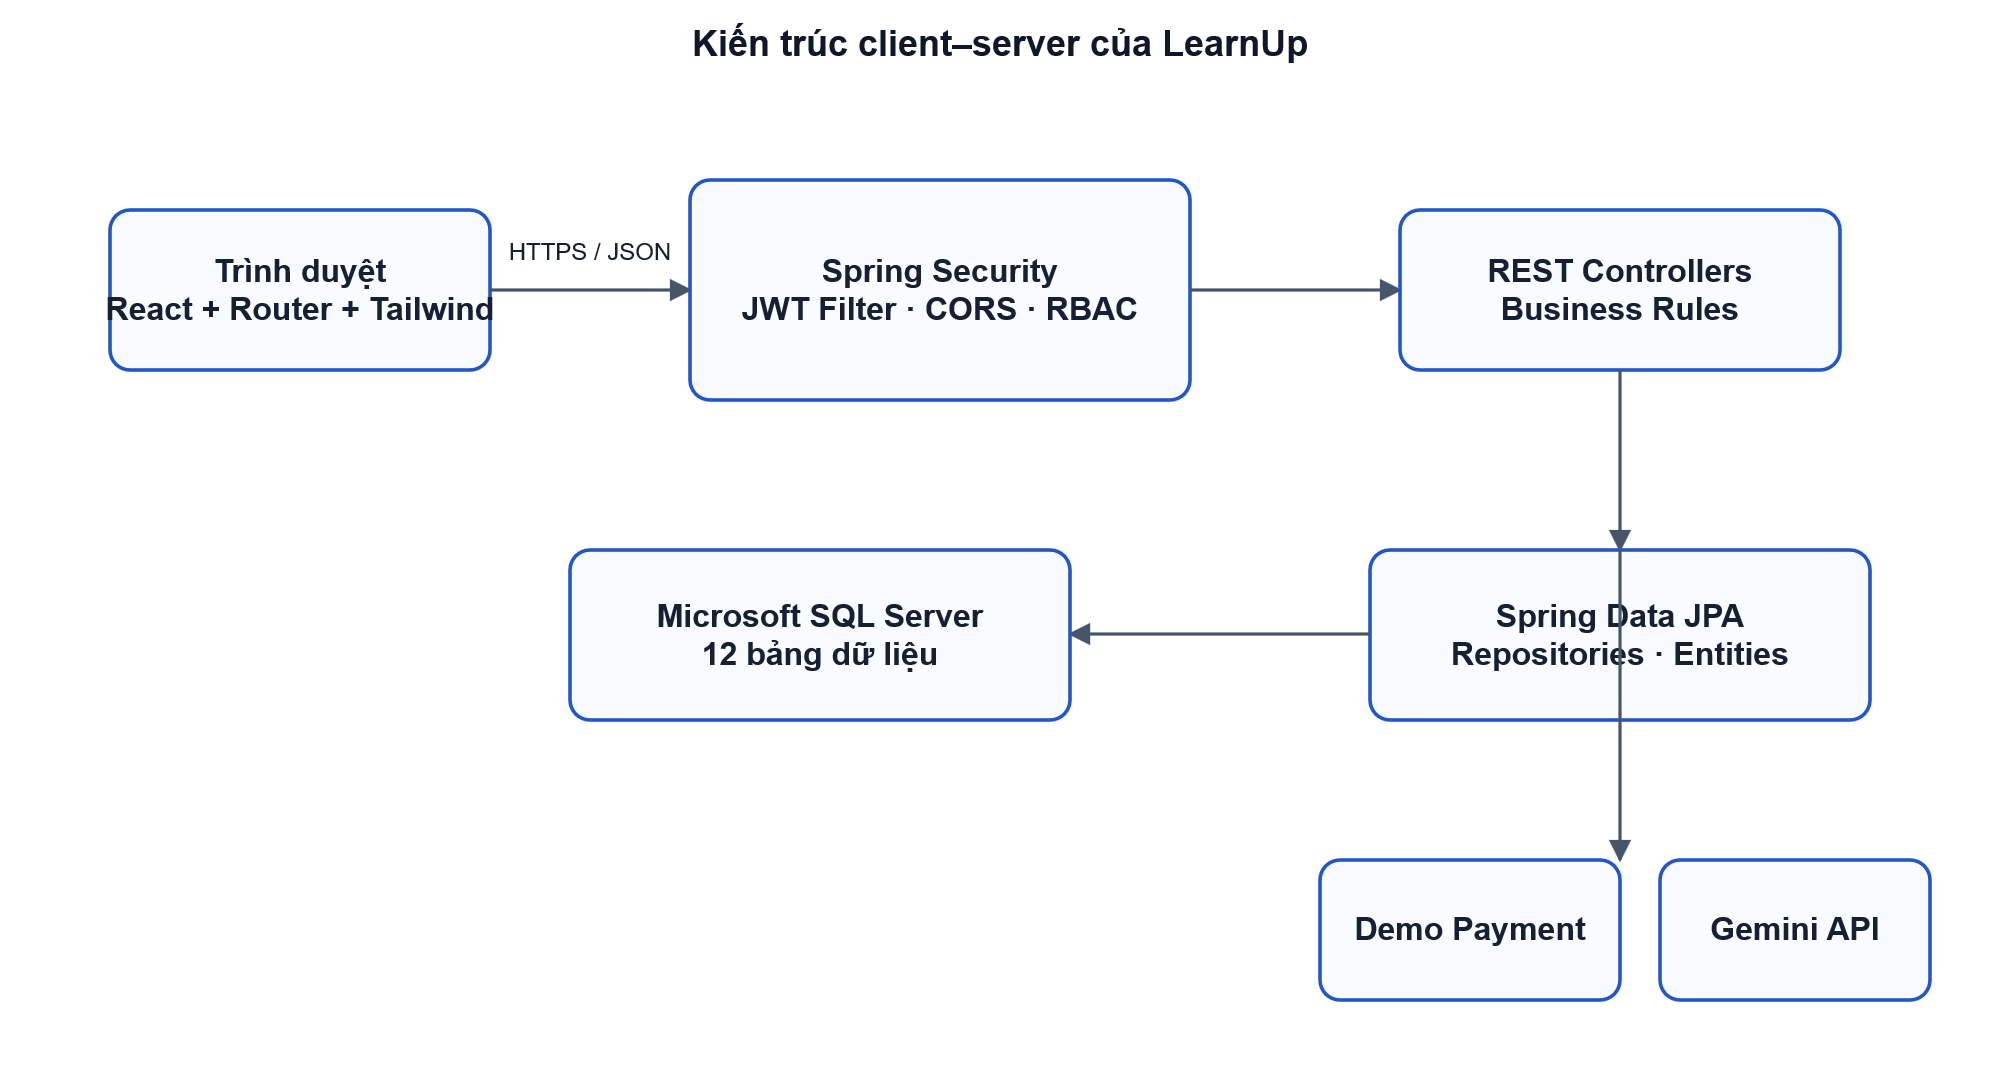 Kiến trúc client–server của LearnUp
Trình duyệt
React + Router + Tailwind
HTTPS / JSON
Spring Security
JWT Filter · CORS · RBAC
REST Controllers
Business Rules
Microsoft SQL Server
12 bảng dữ liệu
Spring Data JPA
Repositories · Entities
Demo Payment
Gemini API